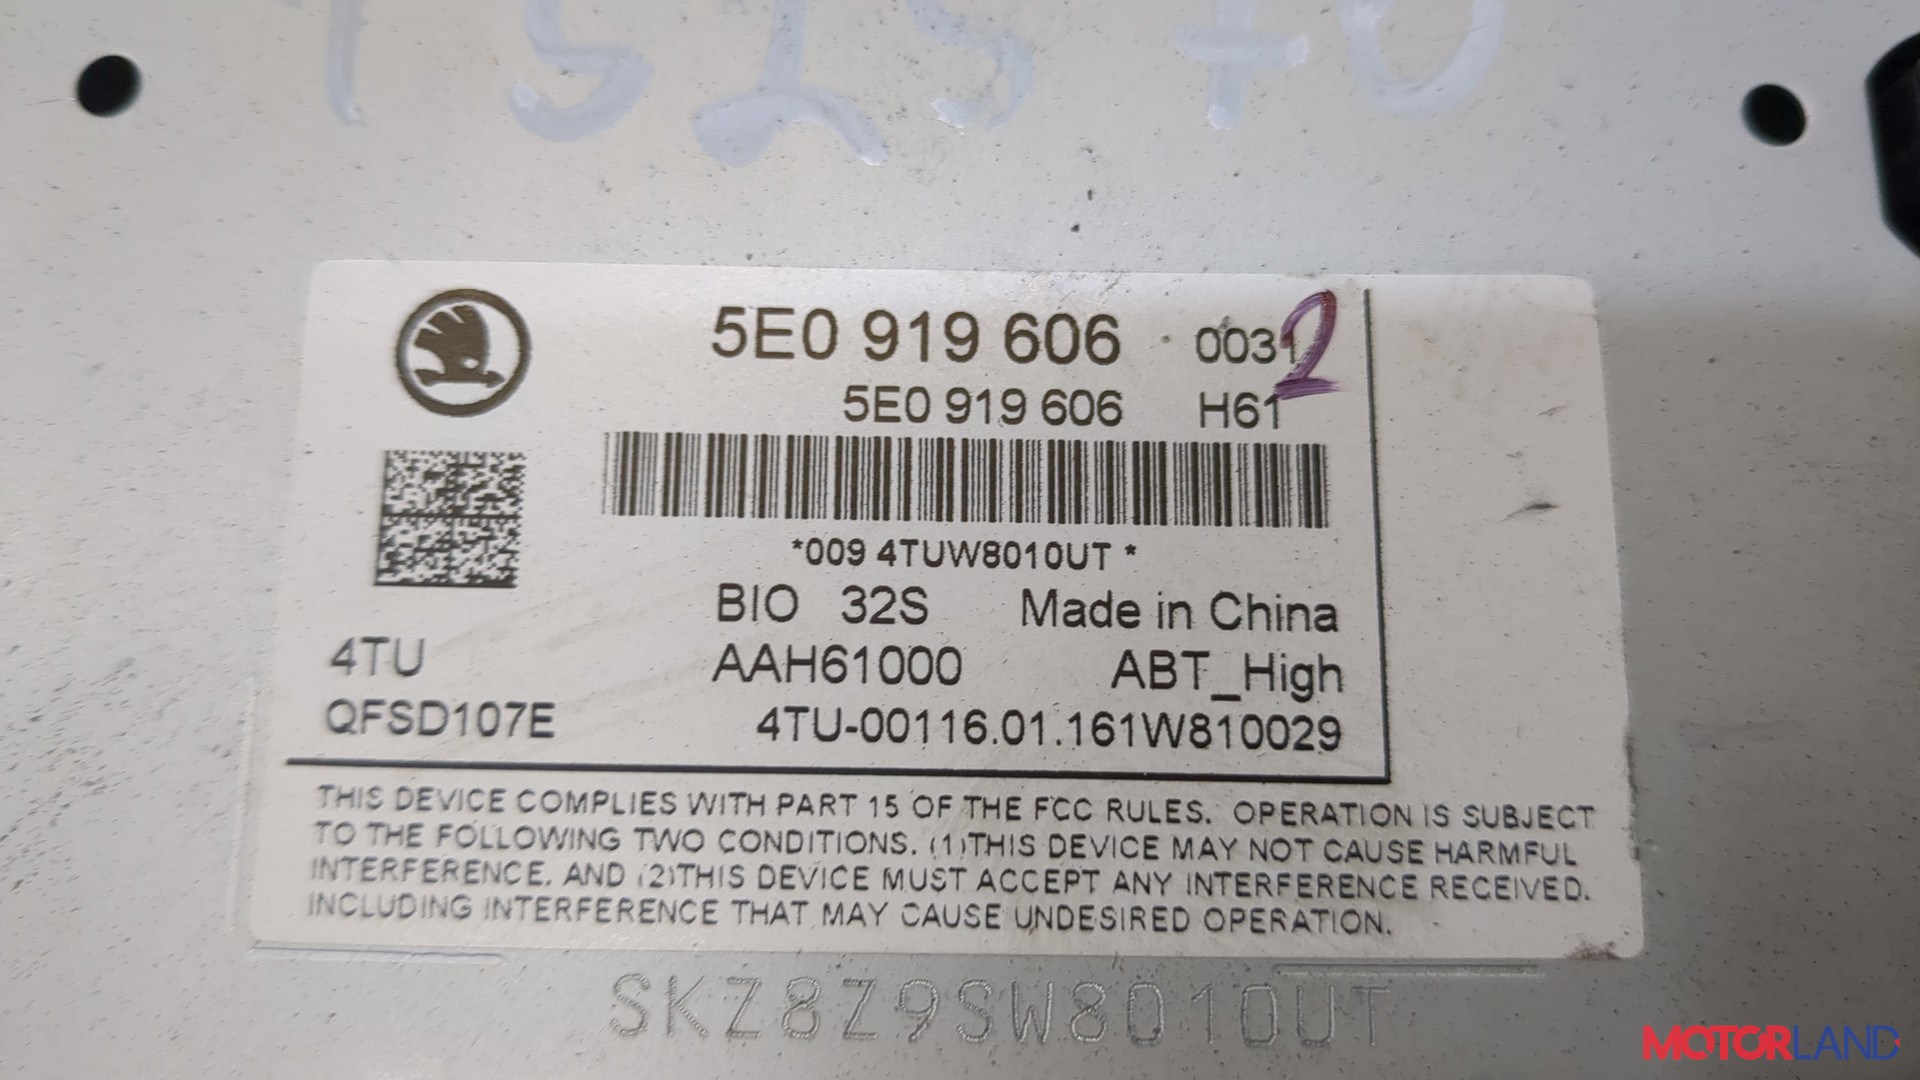 5E0 919 606 0032
5E0 919 606 H61
*009 4TUW8010UT *
BIO 32S Made in China
4TU AAH61000 ABT_High
QFSD107E 4TU-00116.01.161W810029
THIS DEVICE COMPLIES WITH PART 15 OF THE FCC RULES. OPERATION IS SUBJECT
TO THE FOLLOWING TWO CONDITIONS. (1)THIS DEVICE MAY NOT CAUSE HARMFUL
INTERFERENCE. AND (2)THIS DEVICE MUST ACCEPT ANY INTERFERENCE RECEIVED.
INCLUDING INTERFERENCE THAT MAY CAUSE UNDESIRED OPERATION.
SKZ8Z9SW8010UT
MOTORLAND